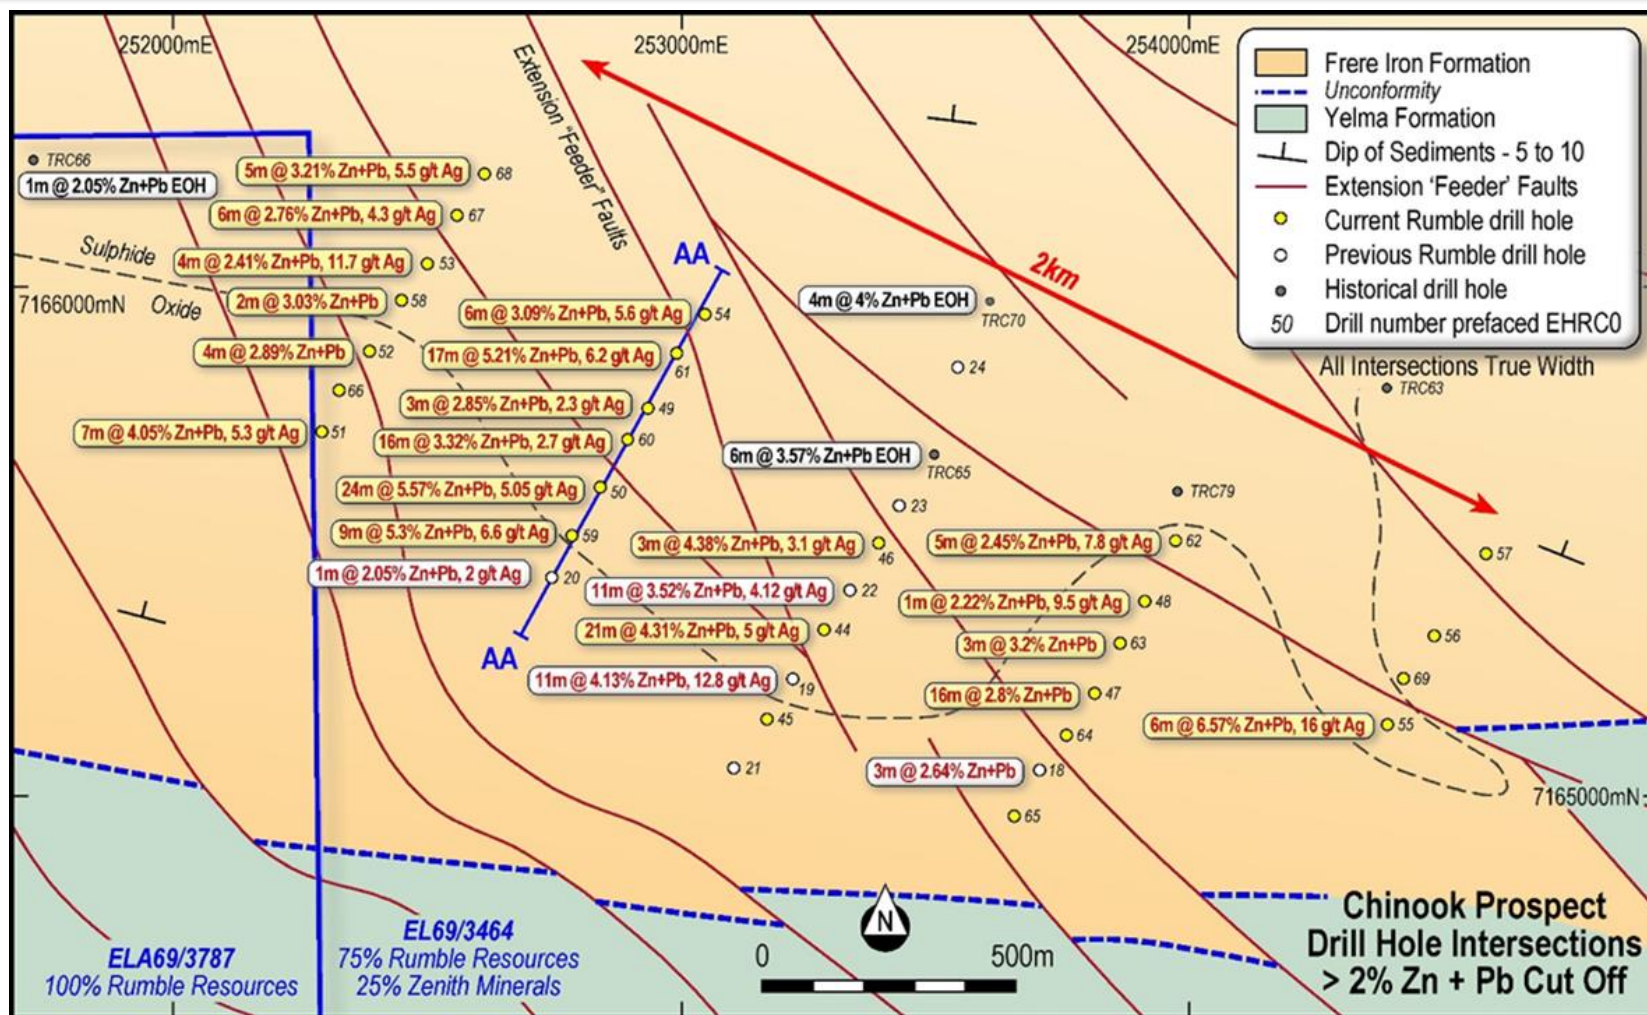 252000mE
253000mE
254000mE
Frere Iron Formation
Unconformity
Yelma Formation
Dip of Sediments - 5 to 10
Extension 'Feeder' Faults
Current Rumble drill hole
Previous Rumble drill hole
Historical drill hole
50 Drill number prefaced EHRC0
All Intersections True Width
Extension "Feeder" Faults
2km
TRC66
1m @ 2.05% Zn+Pb EOH
5m @ 3.21% Zn+Pb, 5.5 g/t Ag 68
6m @ 2.76% Zn+Pb, 4.3 g/t Ag 67
Sulphide
4m @ 2.41% Zn+Pb, 11.7 g/t Ag 53
7166000mN
Oxide
2m @ 3.03% Zn+Pb 58
4m @ 2.89% Zn+Pb 52
66
7m @ 4.05% Zn+Pb, 5.3 g/t Ag 51
AA
6m @ 3.09% Zn+Pb, 5.6 g/t Ag 54
17m @ 5.21% Zn+Pb, 6.2 g/t Ag 61
3m @ 2.85% Zn+Pb, 2.3 g/t Ag 49
16m @ 3.32% Zn+Pb, 2.7 g/t Ag 60
24m @ 5.57% Zn+Pb, 5.05 g/t Ag 50
9m @ 5.3% Zn+Pb, 6.6 g/t Ag 59
1m @ 2.05% Zn+Pb, 2 g/t Ag 20
AA
4m @ 4% Zn+Pb EOH
TRC70
24
6m @ 3.57% Zn+Pb EOH
TRC65
23
3m @ 4.38% Zn+Pb, 3.1 g/t Ag 46
11m @ 3.52% Zn+Pb, 4.12 g/t Ag 22
21m @ 4.31% Zn+Pb, 5 g/t Ag 44
11m @ 4.13% Zn+Pb, 12.8 g/t Ag 19
45
21
TRC63
TRC79
5m @ 2.45% Zn+Pb, 7.8 g/t Ag 62
1m @ 2.22% Zn+Pb, 9.5 g/t Ag 48
3m @ 3.2% Zn+Pb 63
16m @ 2.8% Zn+Pb 47
64
3m @ 2.64% Zn+Pb 18
65
57
56
69
6m @ 6.57% Zn+Pb, 16 g/t Ag 55
7165000mN
ELA69/3787
100% Rumble Resources
EL69/3464
75% Rumble Resources
25% Zenith Minerals
N
0 500m
Chinook Prospect
Drill Hole Intersections
> 2% Zn + Pb Cut Off